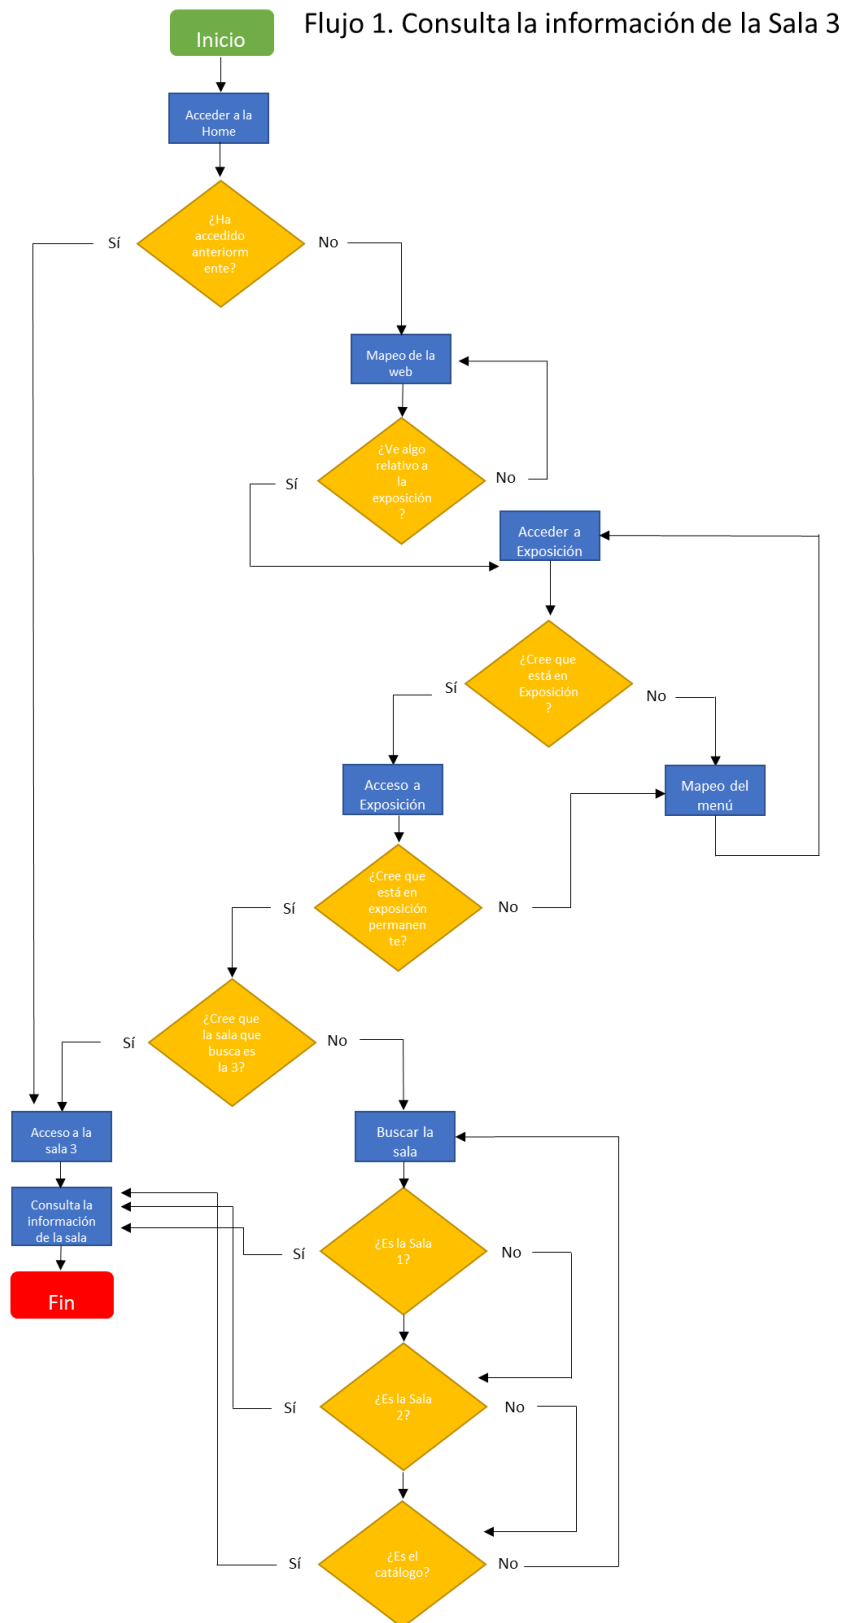 Flujo 1. Consulta la información de la Sala 3
Inicio
Acceder a la
Home
¿Ha
accedido
anteriorm
ente?
Sí
No
Mapeo de la
web
¿Ve algo
relativo a
la
exposición
?
Sí
No
Acceder a
Exposición
¿Cree que
está en
Exposición
?
Sí
No
Acceso a
Exposición
Mapeo del
menú
¿Cree que
está en
exposición
permanen
te?
Sí
No
¿Cree que
la sala que
busca es
la 3?
Sí
No
Acceso a la
sala 3
Buscar la
sala
Consulta la
información
de la sala
¿Es la Sala
1?
Sí
No
Fin
¿Es la Sala
2?
Sí
No
¿Es el
catálogo?
Sí
No